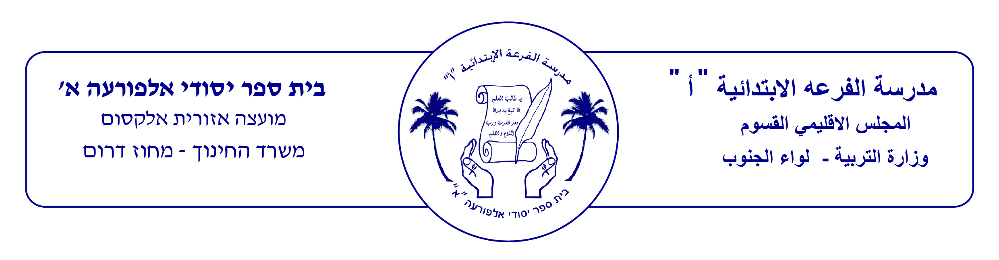 مدرسة الفرعه الابتدائية "أ"
المجلس الاقليمي القسوم
وزارة التربية - لواء الجنوب
مدرسة الفرعة الإبتدائية "أ"
يا طالب العلم
لا تبغ به بدلا
فقد ظفرت ورب
اللوح والقلم
בית ספר יסודי אלפורעה "א"
בית ספר יסודי אלפורעה א'
מועצה אזורית אלקסום
משרד החינוך - מחוז דרום